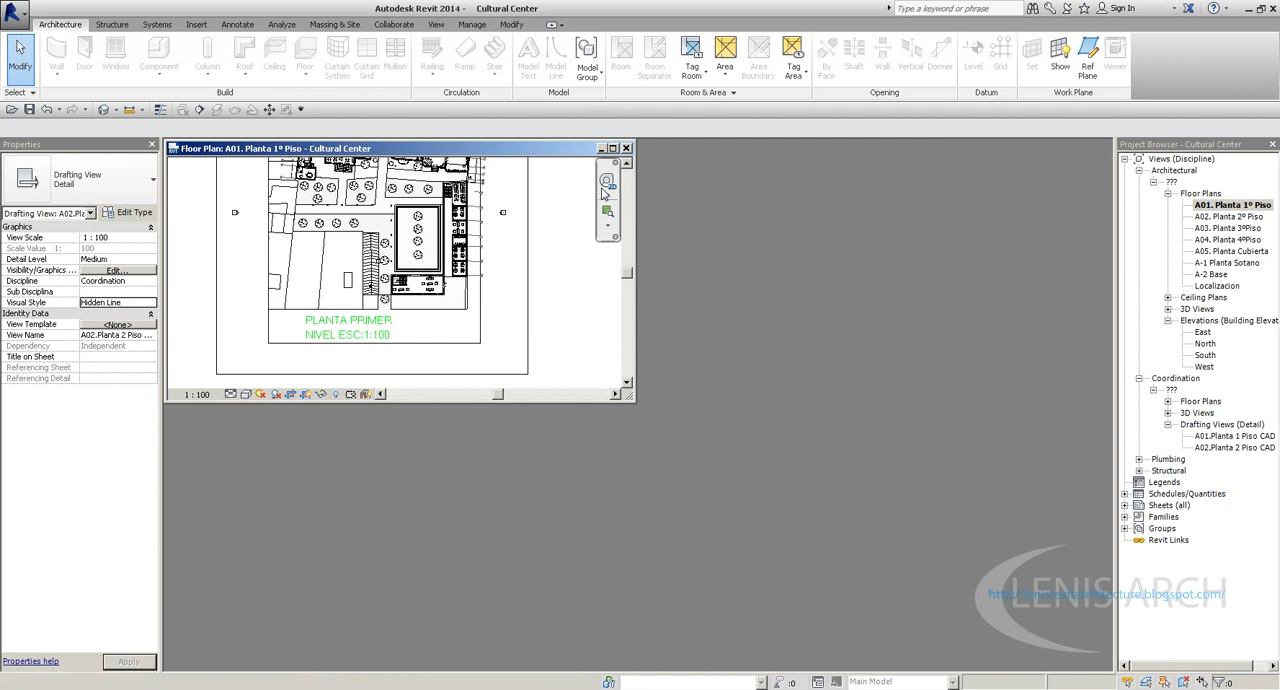 Autodesk Revit 2014 - Cultural Center
Type a keyword or phrase
Sign In
Architecture Structure Systems Insert Annotate Analyze Massing & Site Collaborate View Manage Modify
Modify
Wall
Door
Window
Component
Column
Roof
Ceiling
Floor
Curtain System
Curtain Grid
Mullion
Railing
Ramp
Stair
Model Text
Model Line
Model Group
Room
Room Separator
Tag Room
Area
Area Boundary
Tag Area
By Face
Shaft
Wall
Vertical
Dormer
Level
Grid
Set
Show
Ref Plane
Viewer
Select Build Circulation Model Room & Area Opening Datum Work Plane
Properties
Drafting View
Detail
Drafting View: A02.Pl
Edit Type
Graphics
View Scale 1 : 100
Scale Value 1: 100
Detail Level Medium
Visibility/Graphics ... Edit...
Discipline Coordination
Sub Disciplina
Visual Style Hidden Line
Identity Data
View Template <None>
View Name A02.Planta 2 Piso ...
Dependency Independent
Title on Sheet
Referencing Sheet
Referencing Detail
Properties help
Apply
Floor Plan: A01. Planta 1º Piso - Cultural Center
PLANTA PRIMER
NIVEL ESC:1:100
1 : 100
Project Browser - Cultural Center
Views (Discipline)
Architectural
???
Floor Plans
A01. Planta 1º Piso
A02. Planta 2º Piso
A03. Planta 3ºPiso
A04. Planta 4ºPiso
A05. Planta Cubierta
A-1 Planta Sotano
A-2 Base
Localizacion
Ceiling Plans
3D Views
Elevations (Building Elevat
East
North
South
West
Coordination
???
Floor Plans
3D Views
Drafting Views (Detail)
A01.Planta 1 Piso CAD
A02.Planta 2 Piso CAD
Plumbing
Structural
Legends
Schedules/Quantities
Sheets (all)
Families
Groups
Revit Links
LENIS ARCH
:0
Main Model
:0